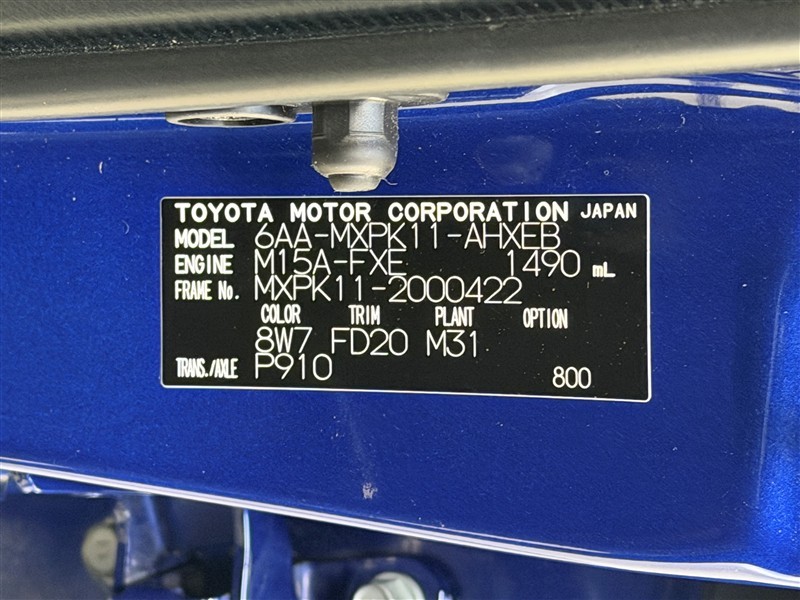 TOYOTA MOTOR CORPORATION JAPAN
MODEL 6AA-MXPK11-AHXEB
ENGINE M15A-FXE 1490 mL
FRAME No. MXPK11-2000422
COLOR TRIM PLANT OPTION
8W7 FD20 M31
TRANS./AXLE P910 800